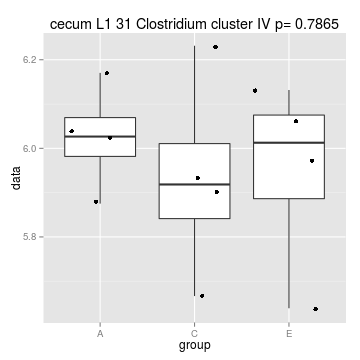 cecum L1 31 Clostridium cluster IV p= 0.7865
6.2
6.0
5.8
data
A
C
E
group